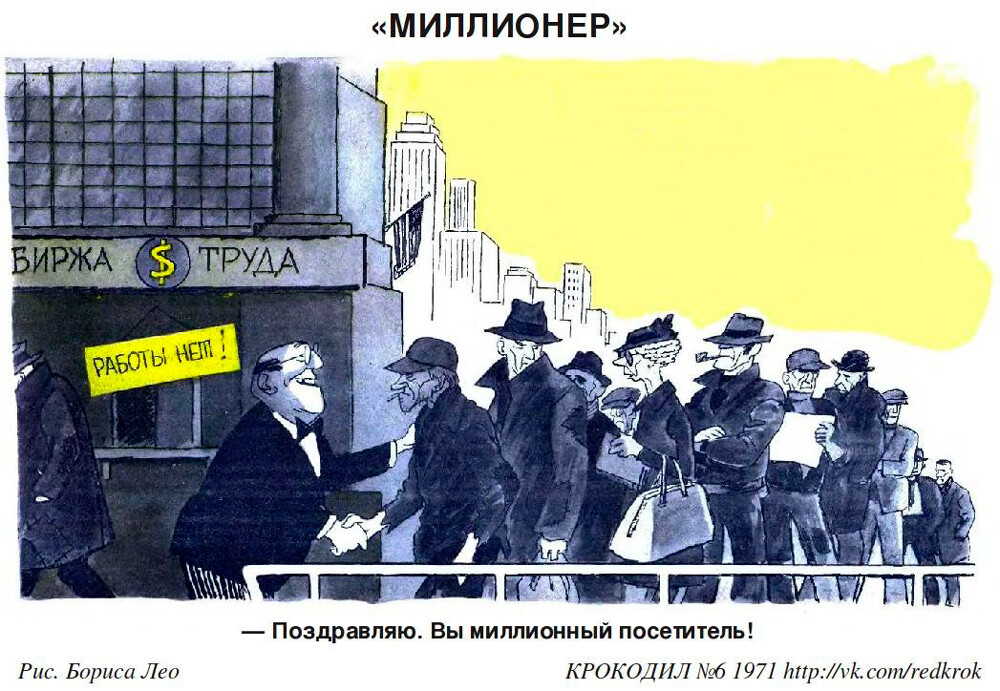 «МИЛЛИОНЕР»
БИРЖА $ ТРУДА
РАБОТЫ НЕТ!
— Поздравляю. Вы миллионный посетитель!
Рис. Бориса Лео
КРОКОДИЛ №6 1971 http://vk.com/redkrok